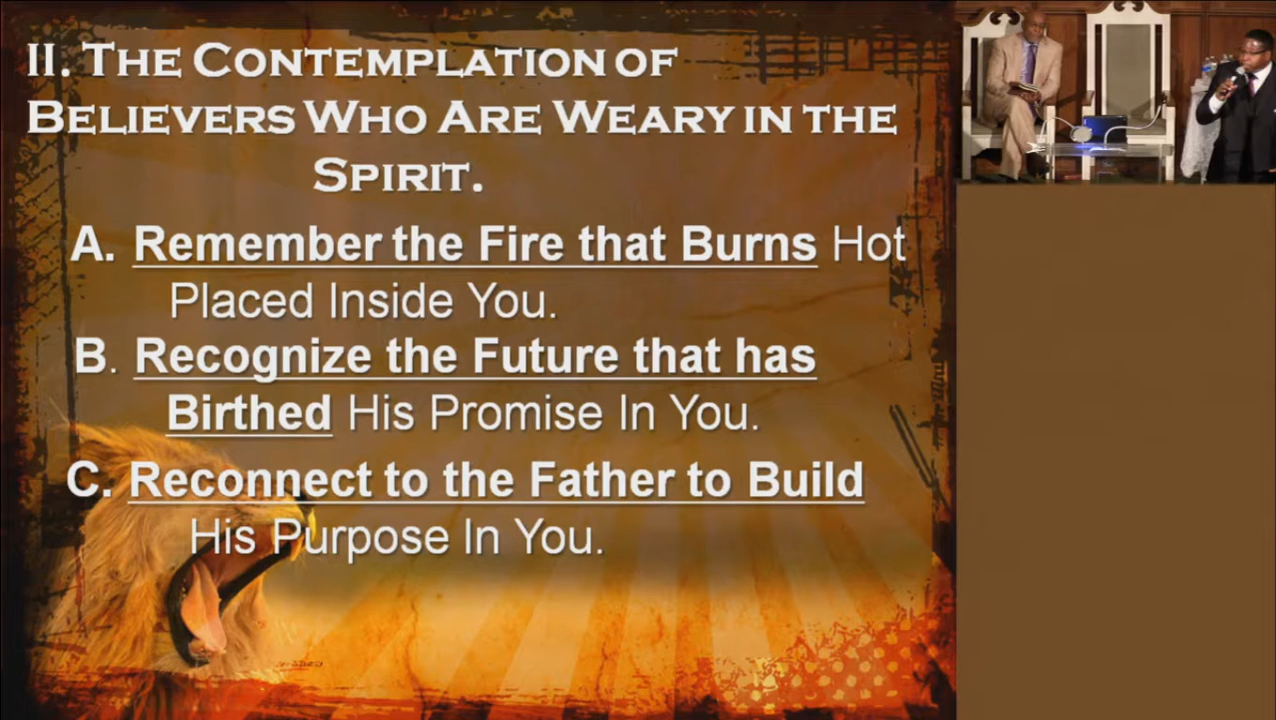 II. THE CONTEMPLATION OF
BELIEVERS WHO ARE WEARY IN THE
SPIRIT.
A. Remember the Fire that Burns Hot
Placed Inside You.
B. Recognize the Future that has
Birthed His Promise In You.
C. Reconnect to the Father to Build
His Purpose In You.